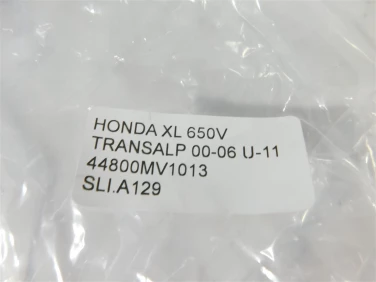 HONDA XL 650V
TRANSALP 00-06 U-11
44800MV1013
SLI.A129